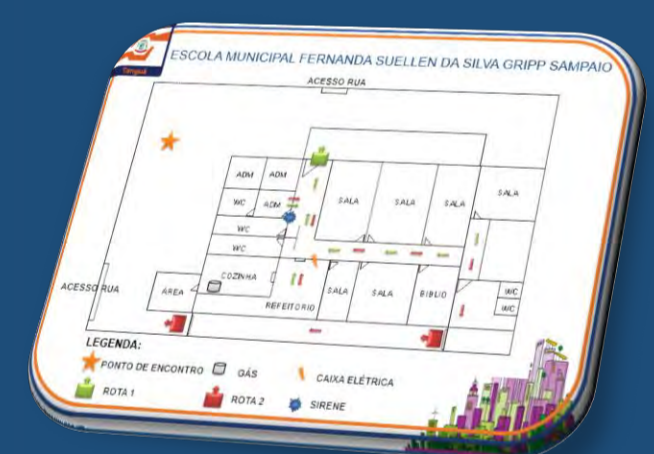 Tanguá
ESCOLA MUNICIPAL FERNANDA SUELLEN DA SILVA GRIPP SAMPAIO
ACESSO RUA
ADM ADM
WC ADM
WC
WC
COZINHA
AREA
REFEITORIO
SALA SALA SALA SALA
SALA SALA BIBLIO
WC
WC
ACESSO RUA
LEGENDA:
PONTO DE ENCONTRO GÁS CAIXA ELÉTRICA
ROTA 1 ROTA 2 SIRENE